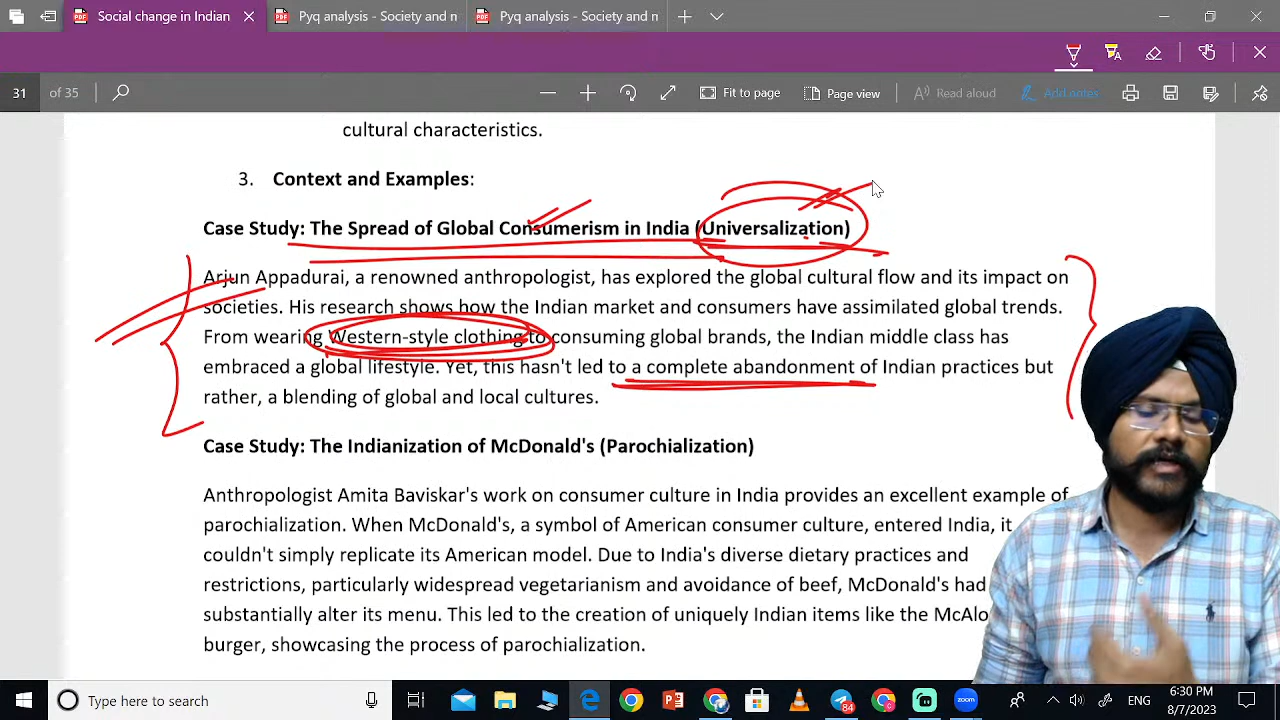 Social change in Indian
Pyq analysis - Society and n
Pyq analysis - Society and n
31 of 35
Fit to page
Page view
Read aloud
Add notes
cultural characteristics.
3. Context and Examples:
Case Study: The Spread of Global Consumerism in India (Universalization)
Arjun Appadurai, a renowned anthropologist, has explored the global cultural flow and its impact on
societies. His research shows how the Indian market and consumers have assimilated global trends.
From wearing Western-style clothing to consuming global brands, the Indian middle class has
embraced a global lifestyle. Yet, this hasn't led to a complete abandonment of Indian practices but
rather, a blending of global and local cultures.
Case Study: The Indianization of McDonald's (Parochialization)
Anthropologist Amita Baviskar's work on consumer culture in India provides an excellent example of
parochialization. When McDonald's, a symbol of American consumer culture, entered India, it
couldn't simply replicate its American model. Due to India's diverse dietary practices and
restrictions, particularly widespread vegetarianism and avoidance of beef, McDonald's had
substantially alter its menu. This led to the creation of uniquely Indian items like the McAlo
burger, showcasing the process of parochialization.
Type here to search
84
zoom
ENG
6:30 PM
8/7/2023